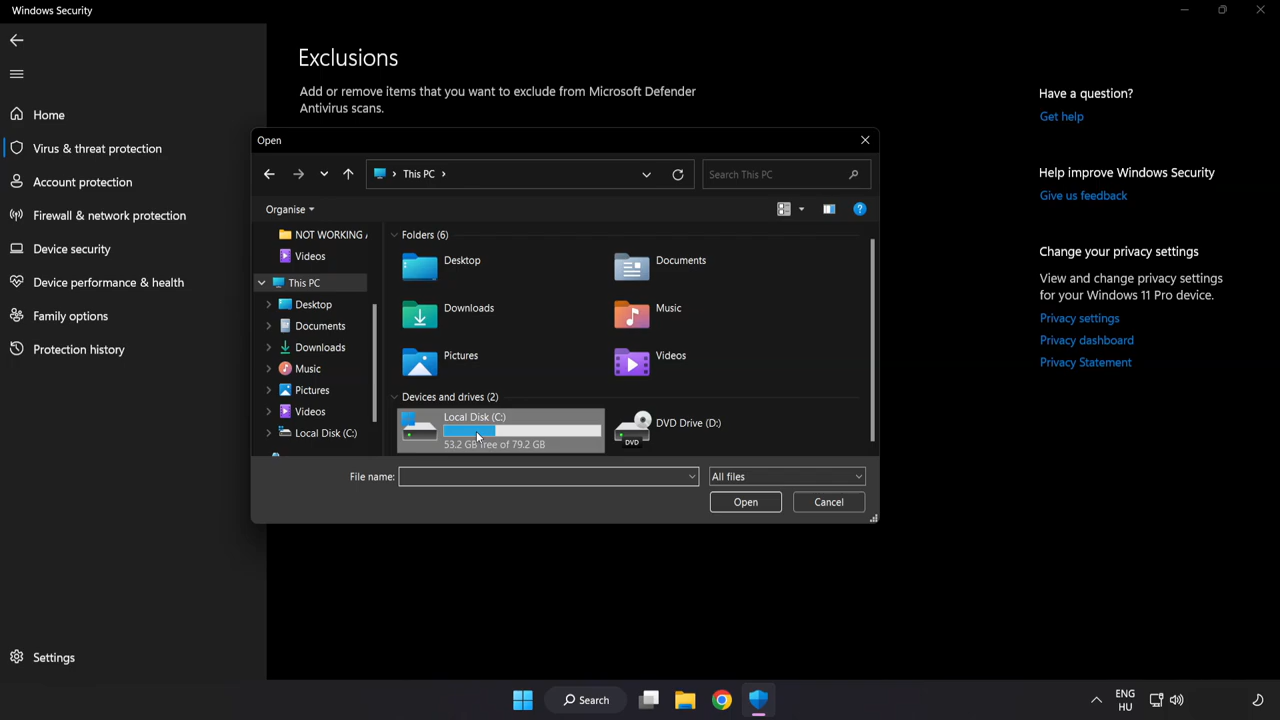 Windows Security
Home
Virus & threat protection
Account protection
Firewall & network protection
Device security
Device performance & health
Family options
Protection history
Settings
Exclusions
Add or remove items that you want to exclude from Microsoft Defender
Antivirus scans.
Have a question?
Get help
Help improve Windows Security
Give us feedback
Change your privacy settings
View and change privacy settings
for your Windows 11 Pro device.
Privacy settings
Privacy dashboard
Privacy Statement
Open
This PC
Search This PC
Organise
NOT WORKING
Videos
This PC
Desktop
Documents
Downloads
Music
Pictures
Videos
Local Disk (C:)
Folders (6)
Desktop
Documents
Downloads
Music
Pictures
Videos
Devices and drives (2)
Local Disk (C:)
53.2 GB free of 79.2 GB
DVD Drive (D:)
DVD
File name:
All files
Open
Cancel
Search
ENG
HU